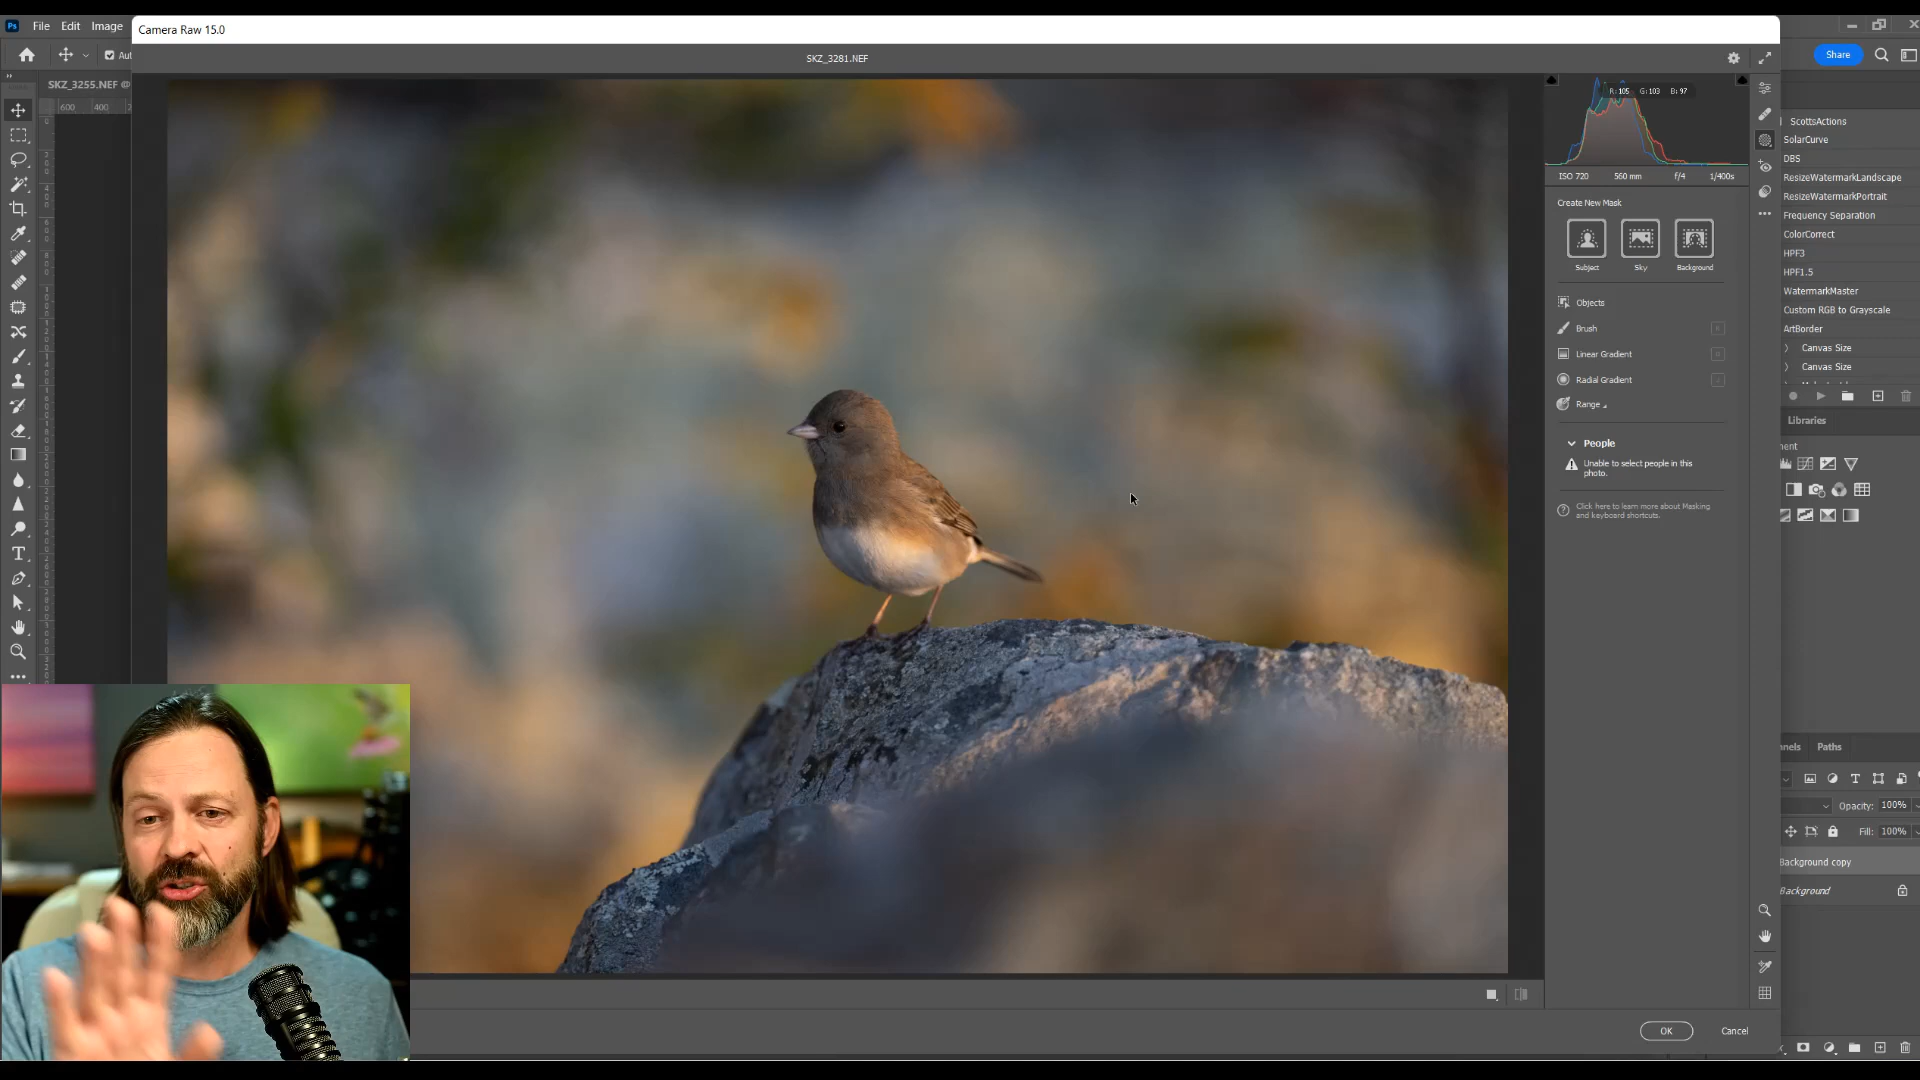 Ps File Edit Image
Camera Raw 15.0
SKZ_3281.NEF
Share
SKZ_3255.NEF @
600 400
R: 105 G: 103 B: 97
ISO 720 560 mm f/4 1/400s
Create New Mask
Subject Sky Background
Objects
Brush
Linear Gradient
Radial Gradient
Range
People
Unable to select people in this
photo.
Click here to learn more about Masking
and keyboard shortcuts.
ScottsActions
SolarCurve
DBS
ResizeWatermarkLandscape
ResizeWatermarkPortrait
Frequency Separation
ColorCorrect
HPF3
HPF1.5
WatermarkMaster
Custom RGB to Grayscale
ArtBorder
Canvas Size
Canvas Size
Libraries
Paths
Opacity: 100%
Fill: 100%
Background copy
Background
OK Cancel